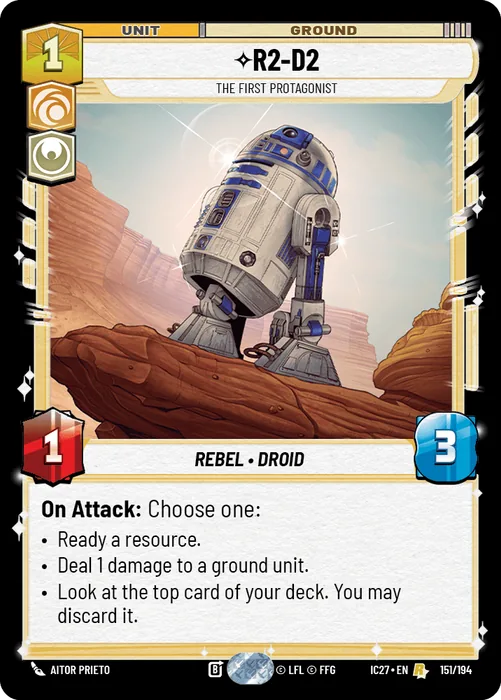 UNIT
GROUND
1
✧R2-D2
THE FIRST PROTAGONIST
1
REBEL • DROID
3
On Attack: Choose one:
• Ready a resource.
• Deal 1 damage to a ground unit.
• Look at the top card of your deck. You may
discard it.
AITOR PRIETO
B
© LFL © FFG
IC27 • EN
R
151/194